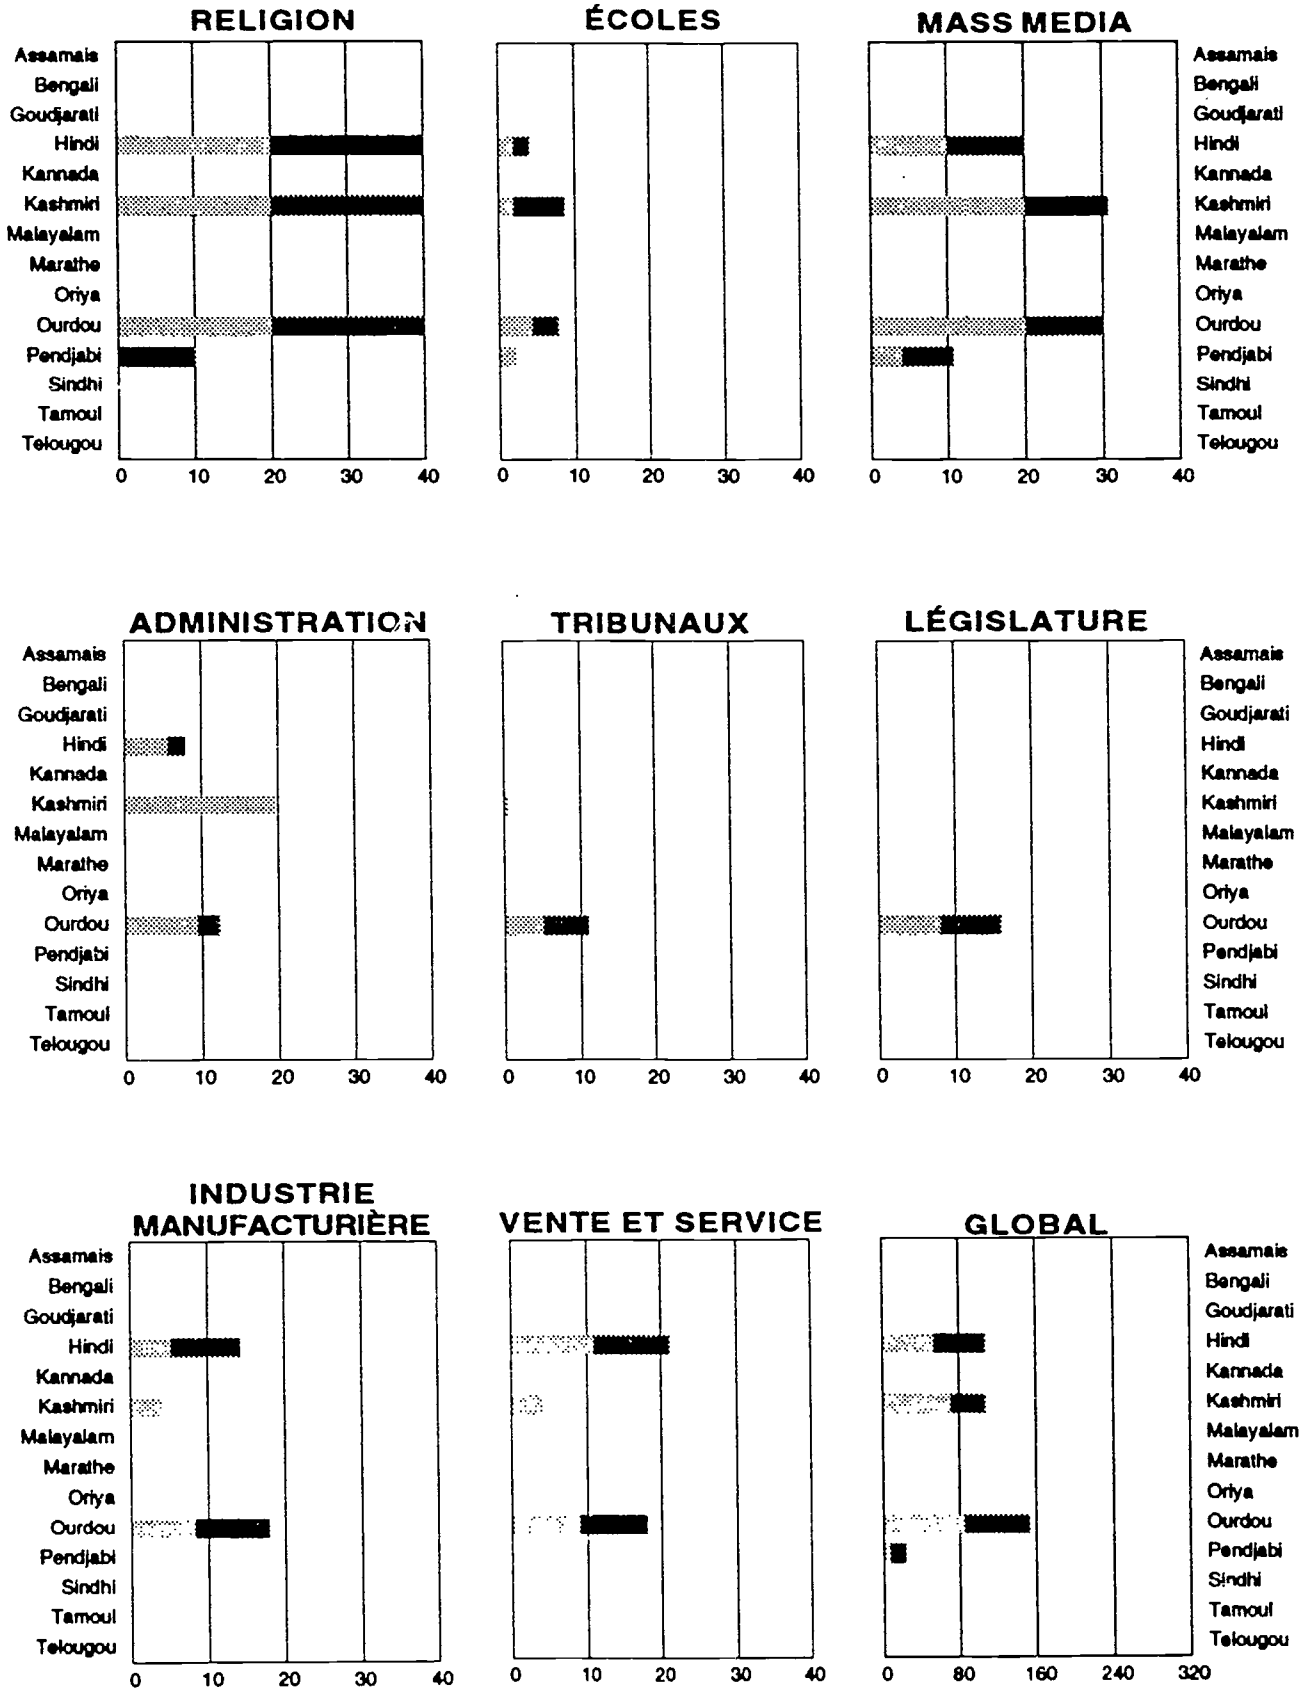 RELIGION
ÉCOLES
MASS MEDIA
Assamais
Bengali
Goudjarati
Hindi
Kannada
Kashmiri
Malayalam
Marathe
Oriya
Ourdou
Pendjabi
Sindhi
Tamoul
Telougou
Assamais
Bengali
Goudjarati
Hindi
Kannada
Kashmiri
Malayalam
Marathe
Oriya
Ourdou
Pendjabi
Sindhi
Tamoul
Telougou
0 10 20 30 40
0 10 20 30 40
0 10 20 30 40
ADMINISTRATION
TRIBUNAUX
LÉGISLATURE
Assamais
Bengali
Goudjarati
Hindi
Kannada
Kashmiri
Malayalam
Marathe
Oriya
Ourdou
Pendjabi
Sindhi
Tamoul
Telougou
Assamais
Bengali
Goudjarati
Hindi
Kannada
Kashmiri
Malayalam
Marathe
Oriya
Ourdou
Pendjabi
Sindhi
Tamoul
Telougou
0 10 20 30 40
0 10 20 30 40
0 10 20 30 40
INDUSTRIE
MANUFACTURIÈRE
VENTE ET SERVICE
GLOBAL
Assamais
Bengali
Goudjarati
Hindi
Kannada
Kashmiri
Malayalam
Marathe
Oriya
Ourdou
Pendjabi
Sindhi
Tamoul
Telougou
Assamais
Bengali
Goudjarati
Hindi
Kannada
Kashmiri
Malayalam
Marathe
Oriya
Ourdou
Pendjabi
Sindhi
Tamoul
Telougou
0 10 20 30 40
0 10 20 30 40
0 80 160 240 320